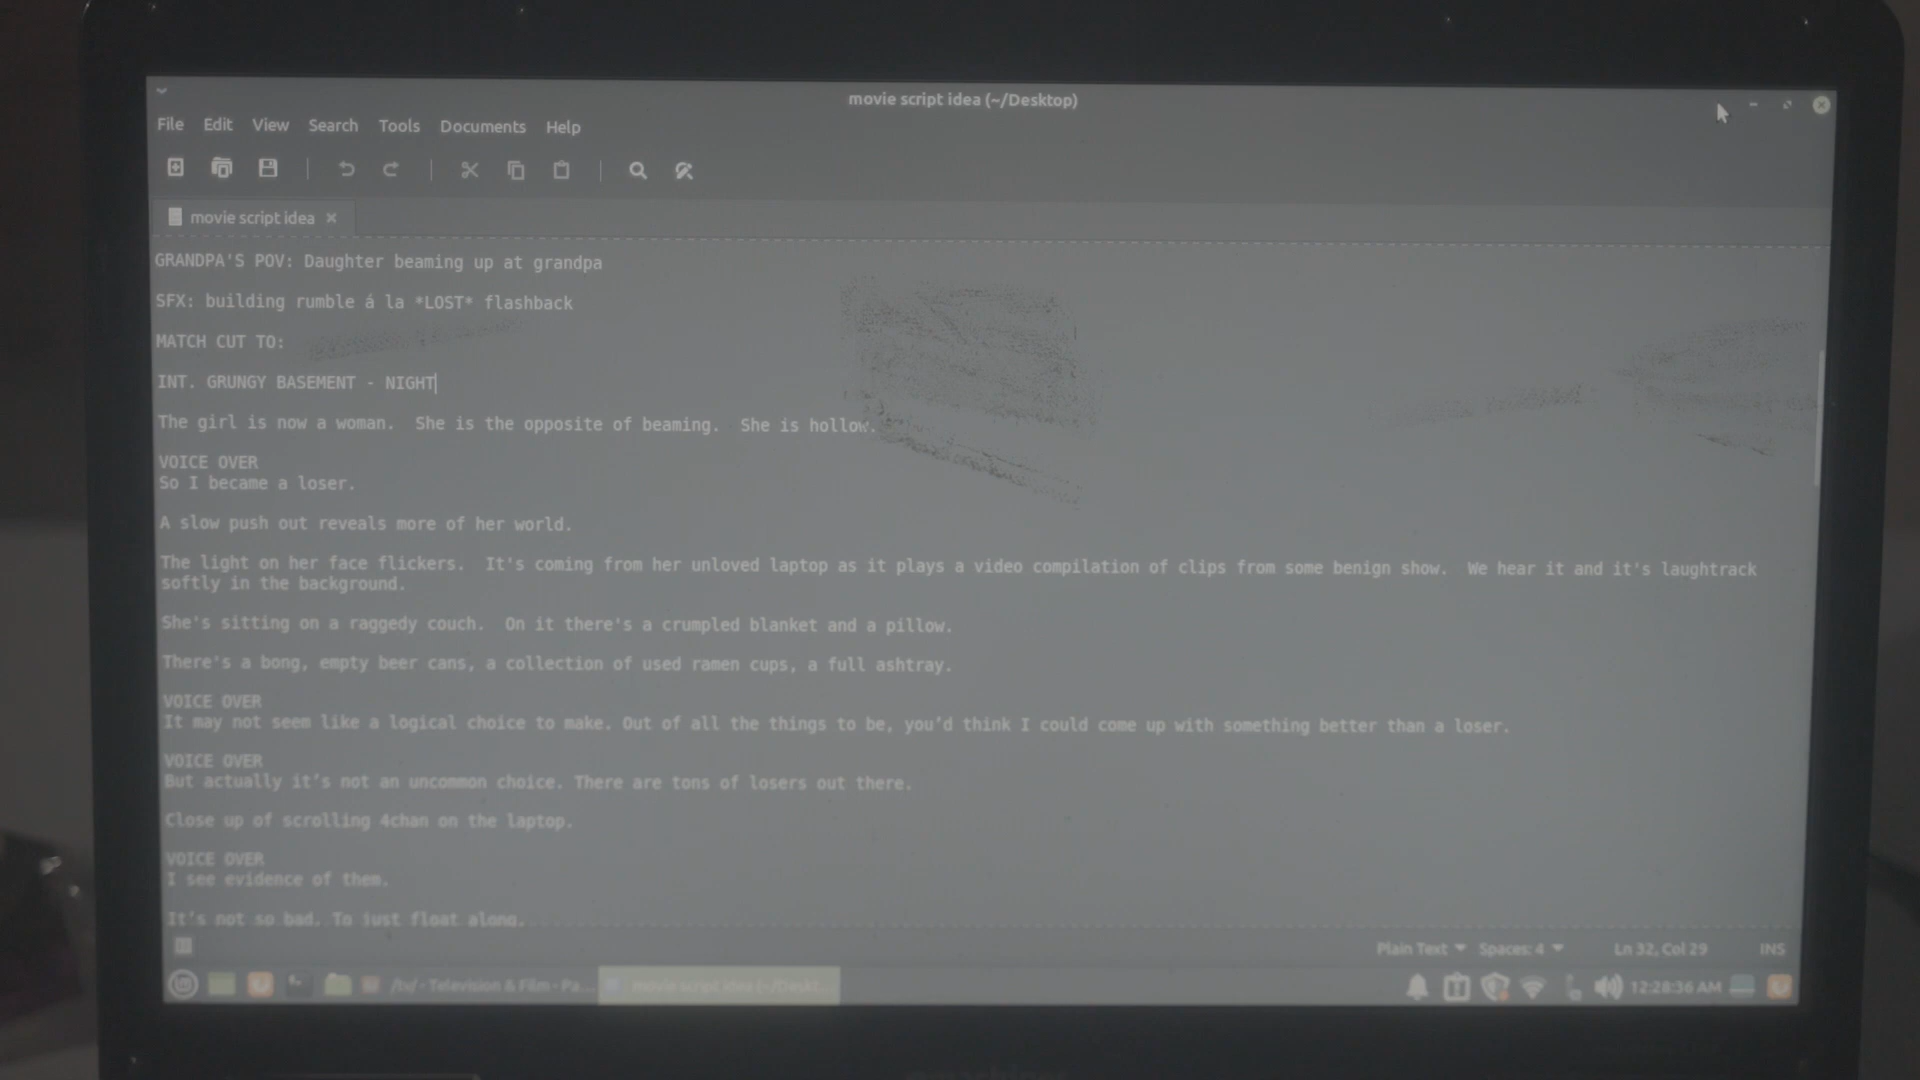 movie script idea (~/Desktop)
File Edit View Search Tools Documents Help
movie script idea
GRANDPA'S POV: Daughter beaming up at grandpa
SFX: building rumble á la *LOST* flashback
MATCH CUT TO:
INT. GRUNGY BASEMENT - NIGHT
The girl is now a woman.  She is the opposite of beaming.  She is hollow.
VOICE OVER
So I became a loser.
A slow push out reveals more of her world.
The light on her face flickers.  It's coming from her unloved laptop as it plays a video compilation of clips from some benign show.  We hear it and it's laughtrack
softly in the background.
She's sitting on a raggedy couch.  On it there's a crumpled blanket and a pillow.
There's a bong, empty beer cans, a collection of used ramen cups, a full ashtray.
VOICE OVER
It may not seem like a logical choice to make. Out of all the things to be, you’d think I could come up with something better than a loser.
VOICE OVER
But actually it’s not an uncommon choice. There are tons of losers out there.
Close up of scrolling 4chan on the laptop.
VOICE OVER
I see evidence of them.
It’s not so bad. To just float along.
Plain Text Spaces: 4 Ln 32, Col 29 INS
/tv/ - Television & Film - Pa... movie script idea (~/Deskt... 12:28:36 AM